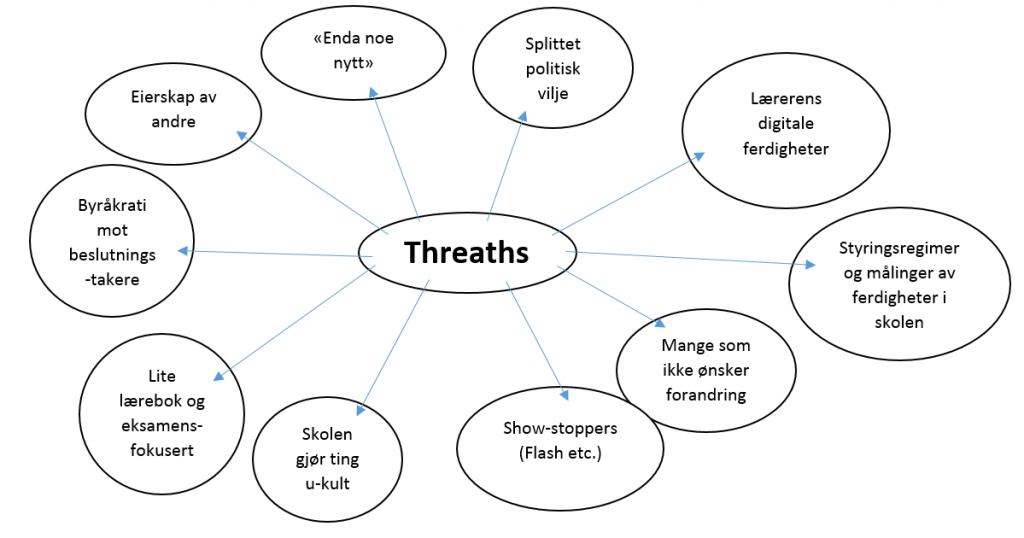 «Enda noe
nytt»
Splittet
politisk
vilje
Eierskap av
andre
Lærerens
digitale
ferdigheter
Byråkrati
mot
beslutnings
-takere
Threaths
Styringsregimer
og målinger av
ferdigheter i
skolen
Mange som
ikke ønsker
forandring
Lite
lærebok og
eksamens-
fokusert
Skolen
gjør ting
u-kult
Show-stoppers
(Flash etc.)